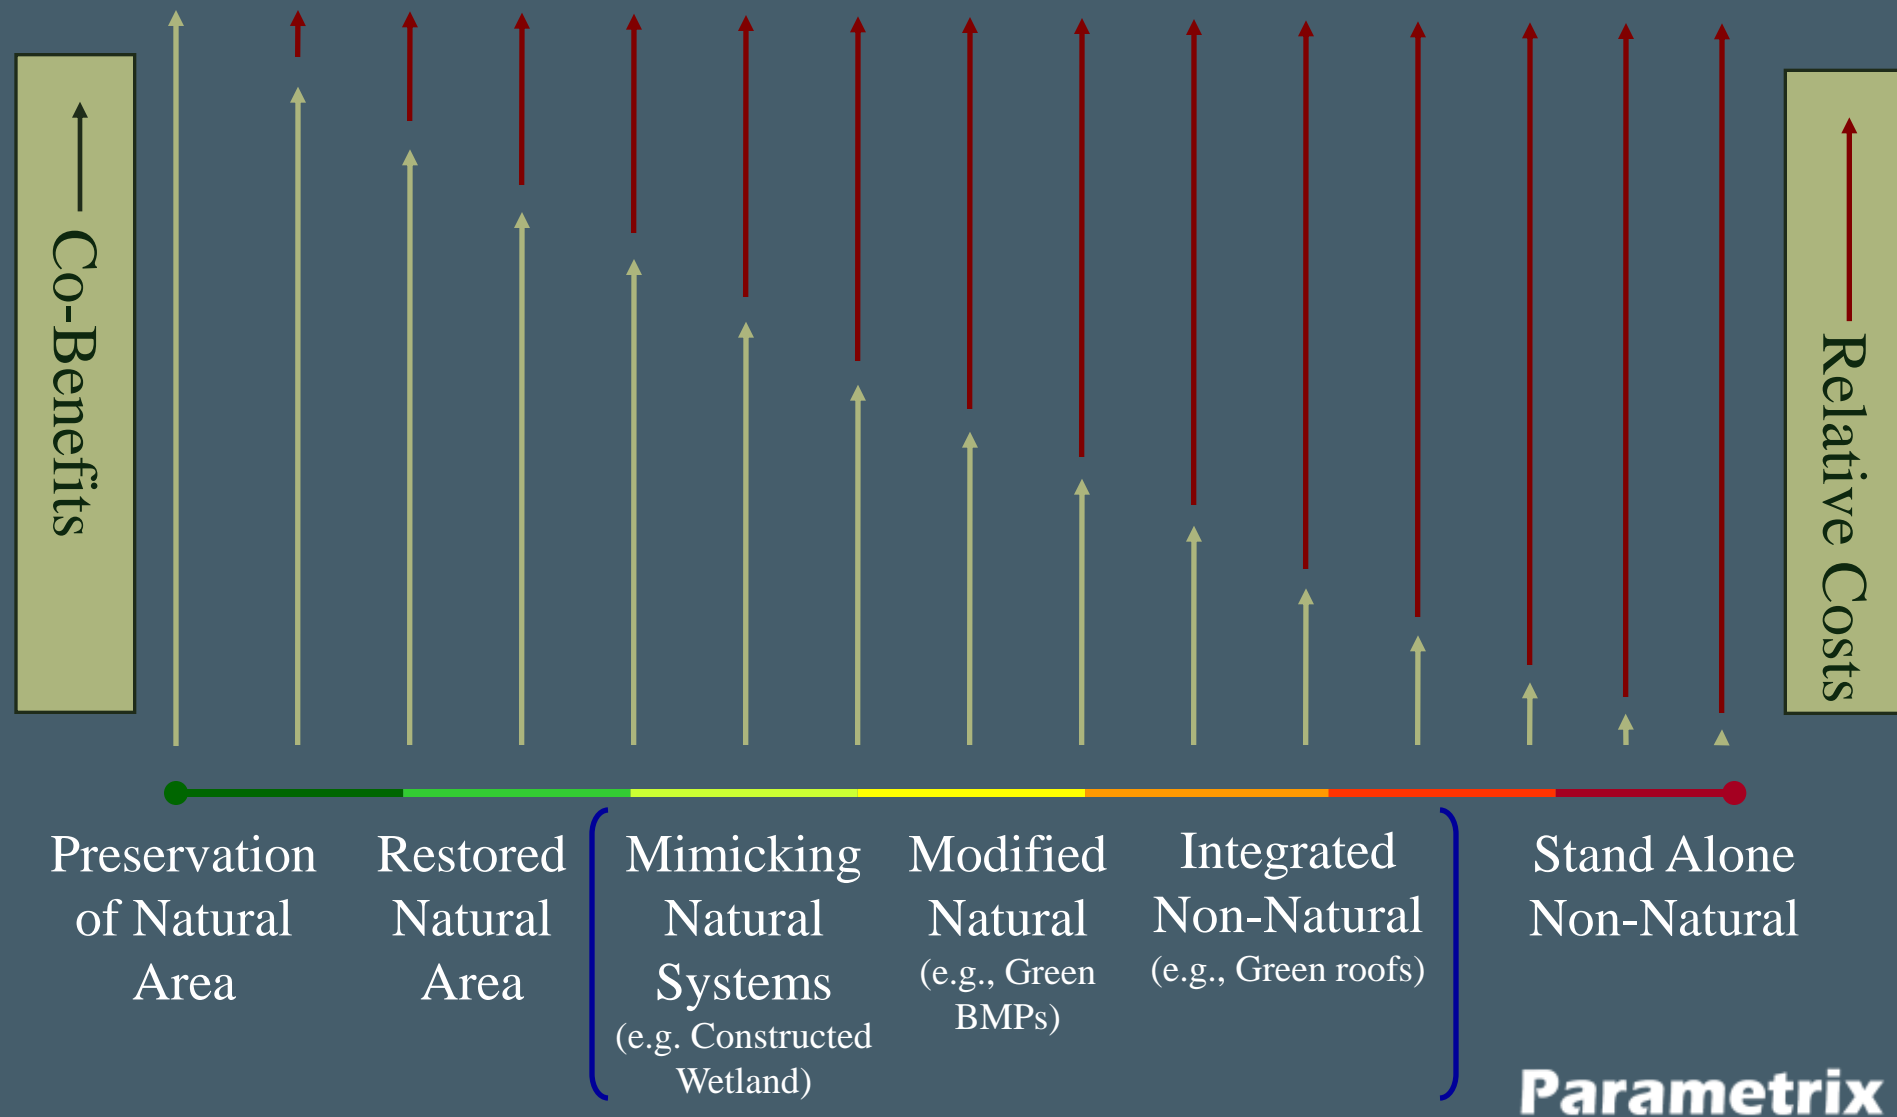 Co-Benefits
Relative Costs
Preservation
of Natural
Area
Restored
Natural
Area
Mimicking
Natural
Systems
(e.g. Constructed
Wetland)
Modified
Natural
(e.g., Green
BMPs)
Integrated
Non-Natural
(e.g., Green roofs)
Stand Alone
Non-Natural
Parametrix